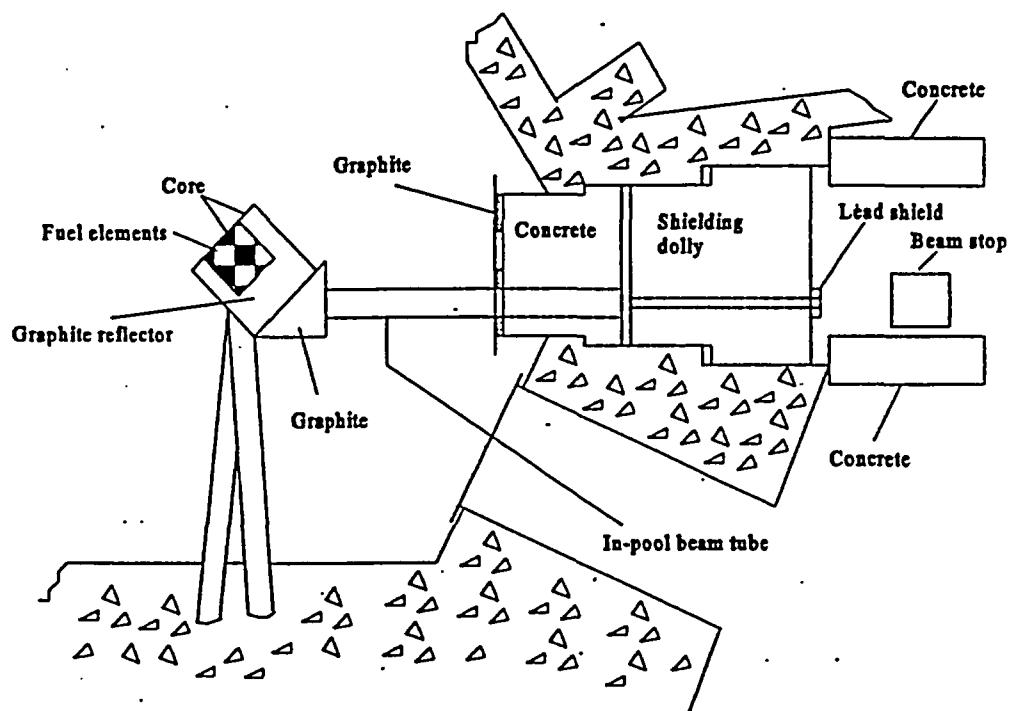 Concrete
Graphite
Core
Fuel elements
Concrete
Shielding
dolly
Lead shield
Beam stop
Graphite reflector
Graphite
Concrete
In-pool beam tube